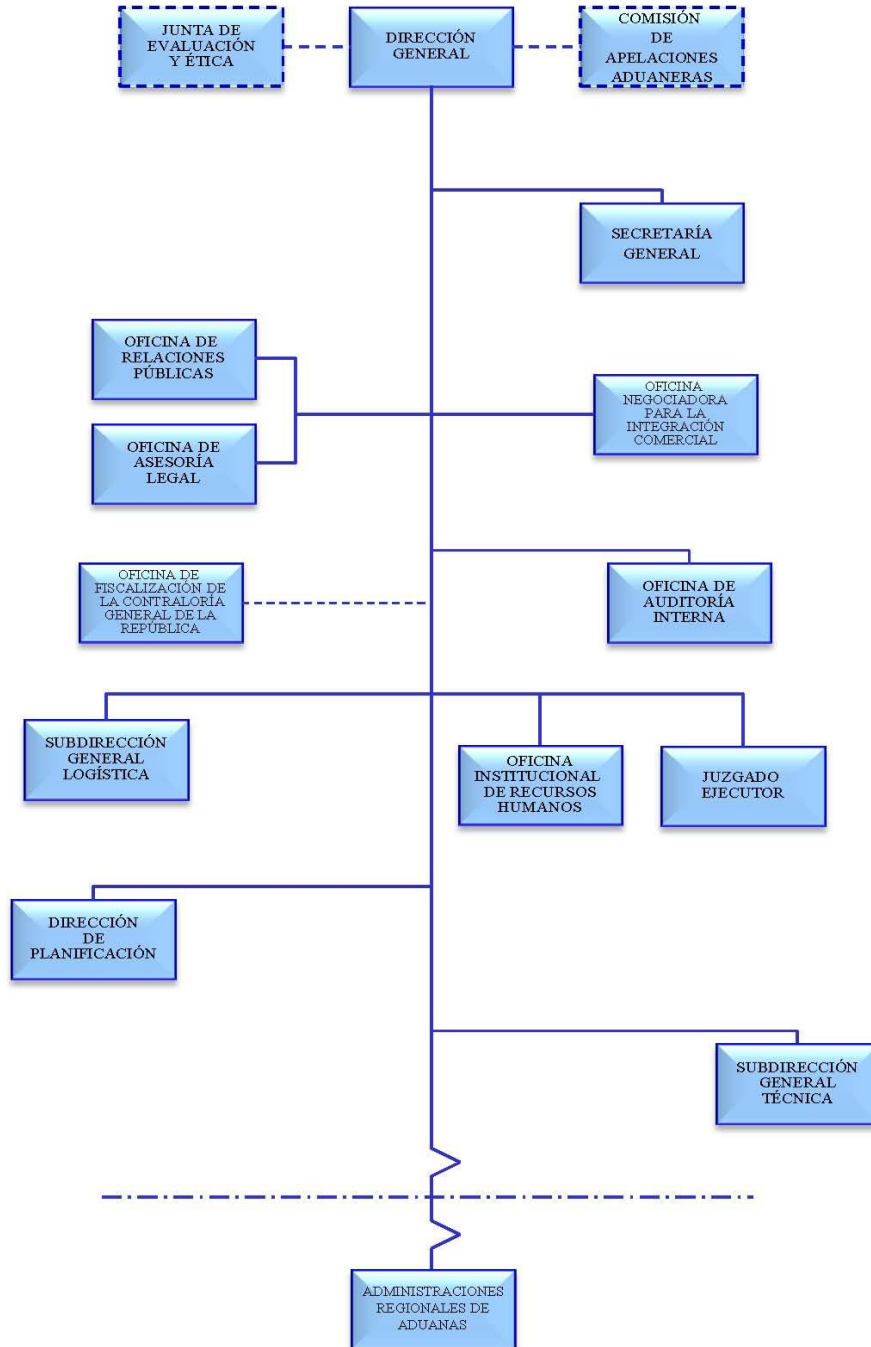 JUNTA DE
EVALUACIÓN
Y ÉTICA
DIRECCIÓN
GENERAL
COMISIÓN
DE
APELACIONES
ADUANERAS
SECRETARÍA
GENERAL
OFICINA DE
RELACIONES
PÚBLICAS
OFICINA
NEGOCIADORA
PARA LA
INTEGRACIÓN
COMERCIAL
OFICINA DE
ASESORÍA
LEGAL
OFICINA DE
FISCALIZACIÓN DE
LA CONTRALORÍA
GENERAL DE LA
REPÚBLICA
OFICINA DE
AUDITORÍA
INTERNA
SUBDIRECCIÓN
GENERAL
LOGÍSTICA
OFICINA
INSTITUCIONAL
DE RECURSOS
HUMANOS
JUZGADO
EJECUTOR
DIRECCIÓN
DE
PLANIFICACIÓN
SUBDIRECCIÓN
GENERAL
TÉCNICA
ADMINISTRACIONES
REGIONALES DE
ADUANAS